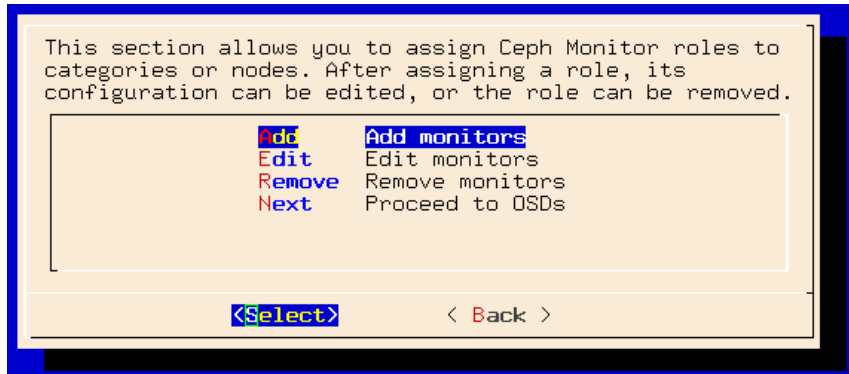 This section allows you to assign Ceph Monitor roles to
categories or nodes. After assigning a role, its
configuration can be edited, or the role can be removed.
Add Add monitors
Edit Edit monitors
Remove Remove monitors
Next Proceed to OSDs
<Select> < Back >